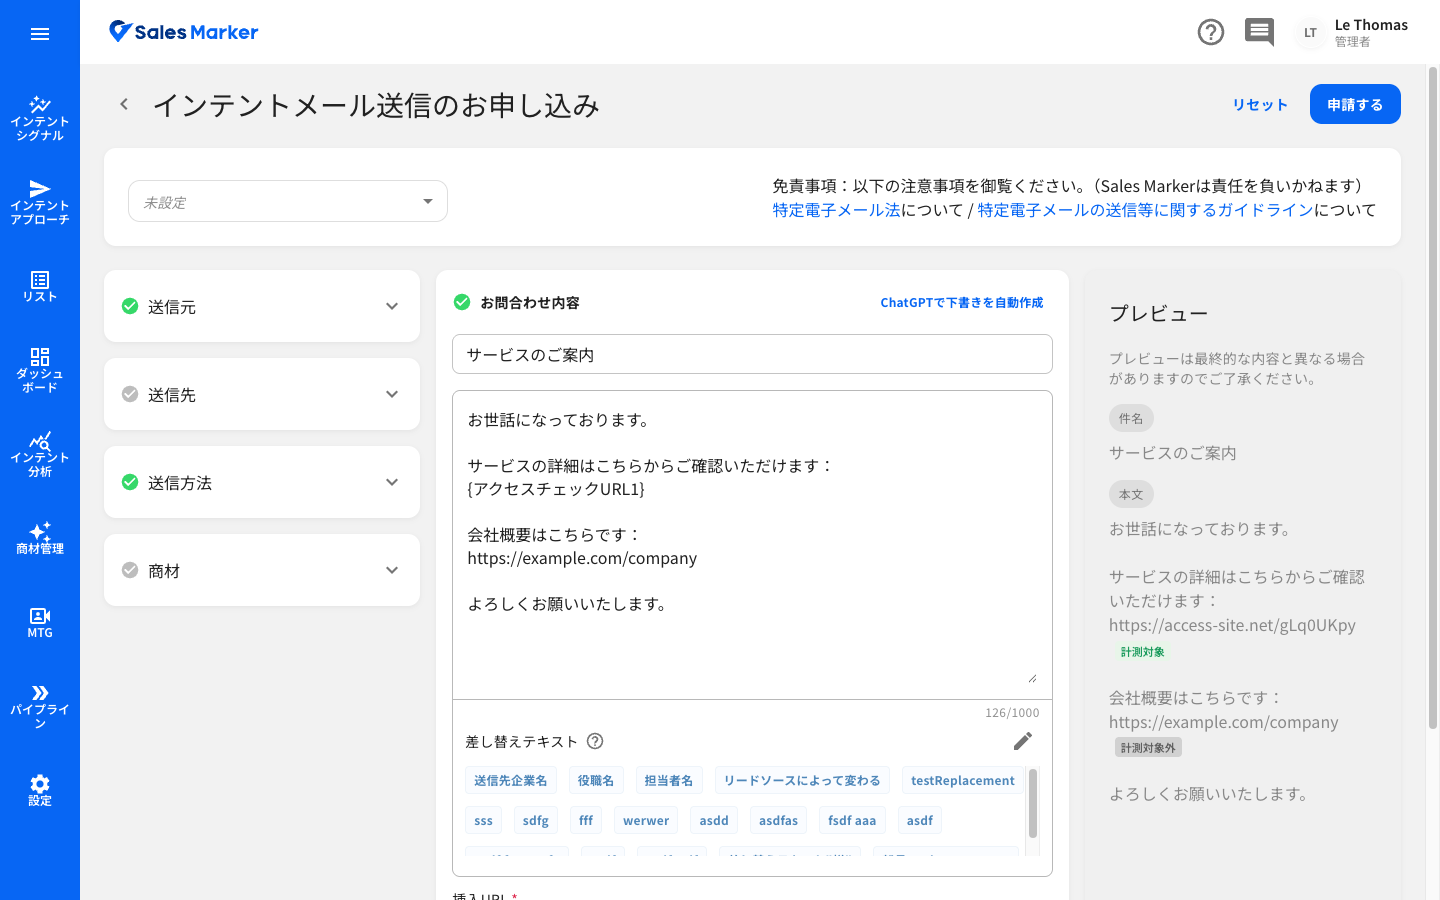 Sales Marker
LT
Le Thomas
管理者
インテント
シグナル
インテント
アプローチ
リスト
ダッシュ
ボード
インテント
分析
商材管理
MTG
パイプライ
ン
設定
インテントメール送信のお申し込み
リセット
申請する
未設定
免責事項：以下の注意事項を御覧ください。（Sales Markerは責任を負いかねます）
特定電子メール法について / 特定電子メールの送信等に関するガイドラインについて
送信元
送信先
送信方法
商材
お問合わせ内容
ChatGPTで下書きを自動作成
サービスのご案内
お世話になっております。
サービスの詳細はこちらからご確認いただけます：
{アクセスチェックURL1}
会社概要はこちらです：
https://example.com/company
よろしくお願いいたします。
126/1000
差し替えテキスト
送信先企業名
役職名
担当者名
リードソースによって変わる
testReplacement
sss
sdfg
fff
werwer
asdd
asdfas
fsdf aaa
asdf
挿入URL *
プレビュー
プレビューは最終的な内容と異なる場合
がありますのでご了承ください。
件名
サービスのご案内
本文
お世話になっております。
サービスの詳細はこちらからご確認
いただけます：
https://access-site.net/gLq0UKpy
計測対象
会社概要はこちらです：
https://example.com/company
計測対象外
よろしくお願いいたします。